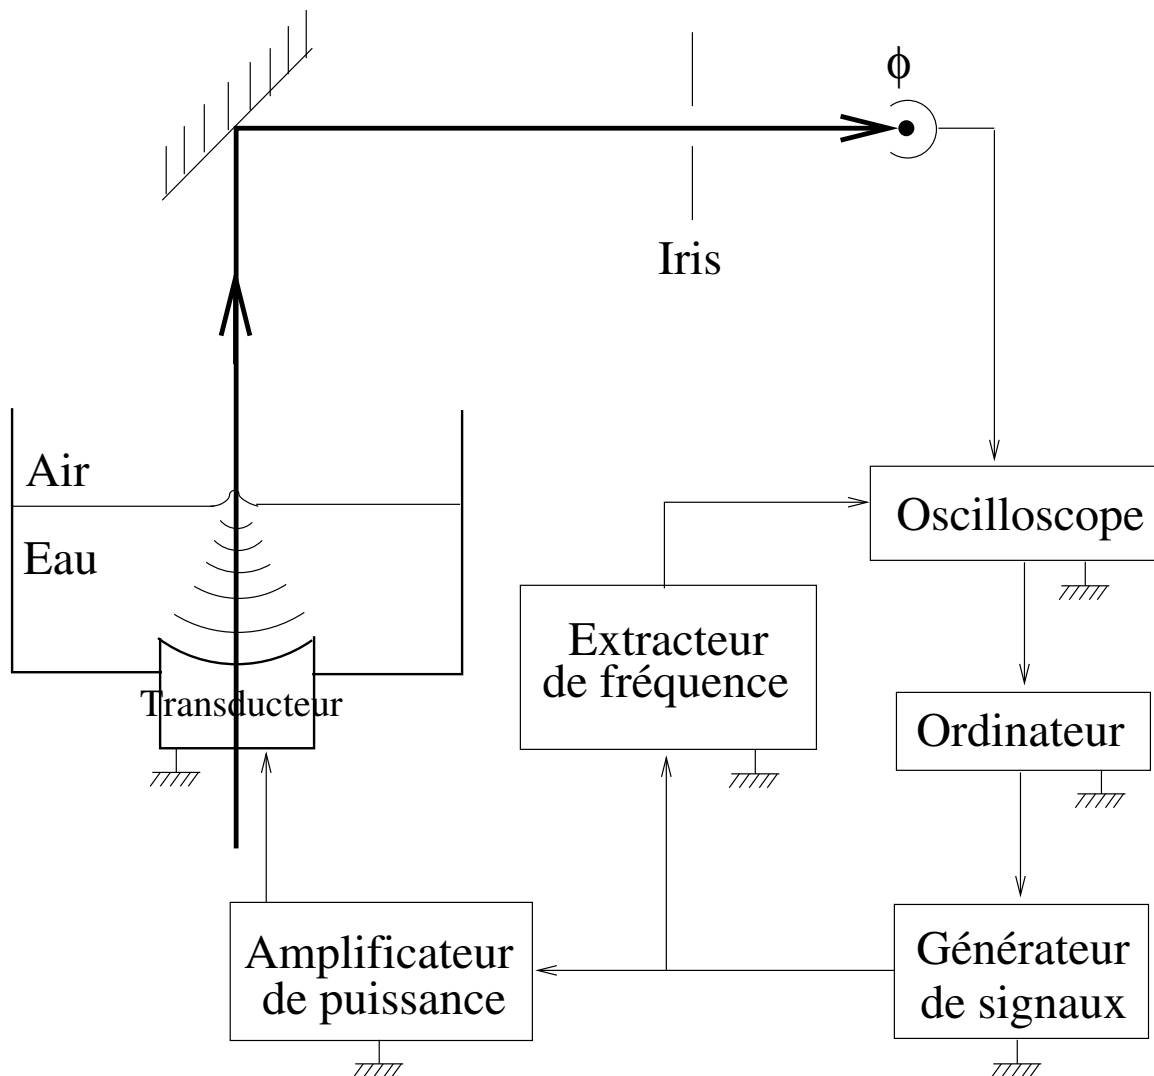 ϕ
Iris
Air
Eau
Oscilloscope
Extracteur
de fréquence
Transducteur
Ordinateur
Amplificateur
de puissance
Générateur
de signaux